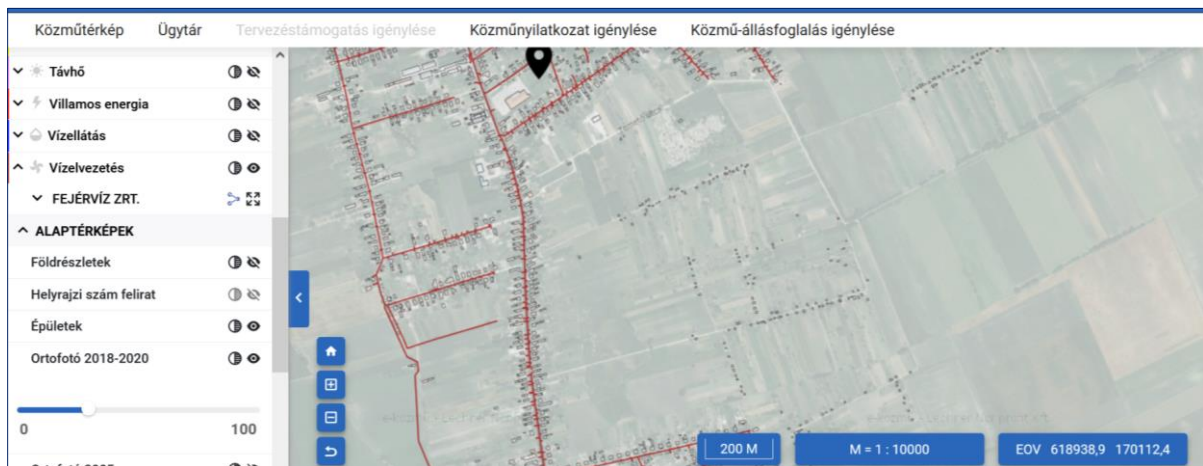 Közműtérkép Ügytár Tervezéstámogatás igénylése Közműnyilatkozat igénylése Közmű-állásfoglalás igénylése
Távhő
Villamos energia
Vízellátás
Vízelvezetés
FEJÉRVÍZ ZRT.
ALAPTÉRKÉPEK
Földrészletek
Helyrajzi szám felirat
Épületek
Ortofotó 2018-2020
0 100
200 M M = 1 : 10000 EOV 618938,9 170112,4